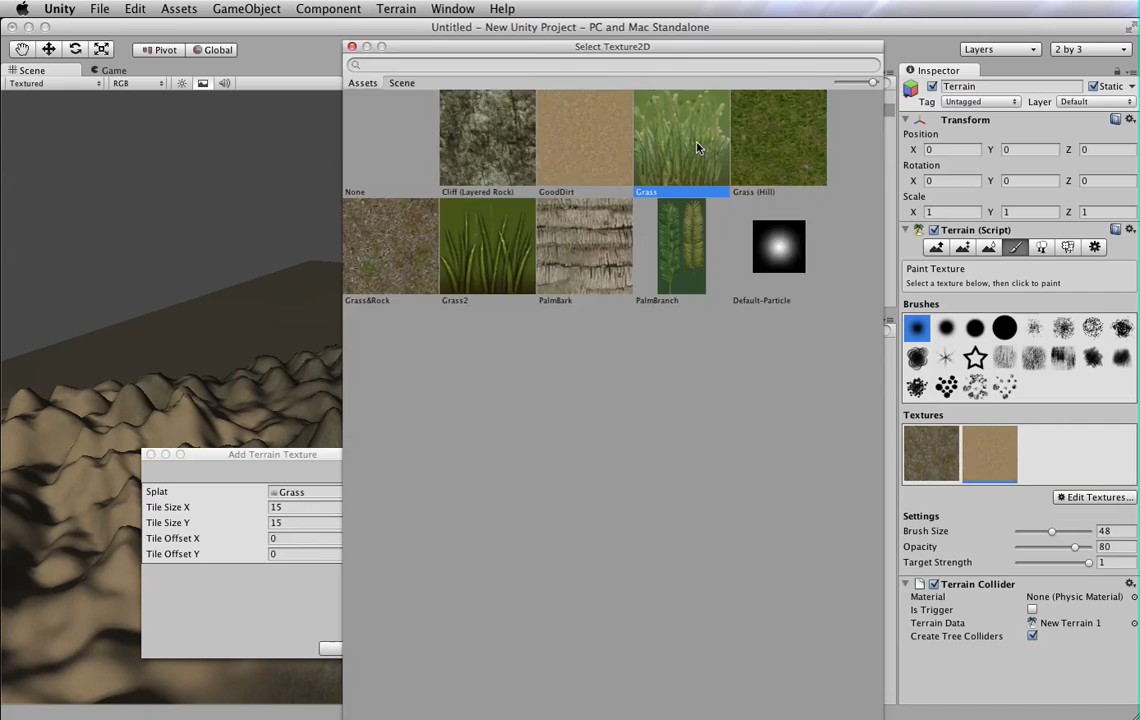 Unity File Edit Assets GameObject Component Terrain Window Help
Untitled - New Unity Project - PC and Mac Standalone
Pivot Global Layers 2 by 3
Scene Game
Textured RGB
Select Texture2D
Assets Scene
None Cliff (Layered Rock) GoodDirt Grass Grass (Hill)
Grass&Rock Grass2 PalmBark PalmBranch Default-Particle
Add Terrain Texture
Splat Grass
Tile Size X 15
Tile Size Y 15
Tile Offset X 0
Tile Offset Y 0
Inspector
Terrain Static
Tag Untagged Layer Default
Transform
Position
X 0 Y 0 Z 0
Rotation
X 0 Y 0 Z 0
Scale
X 1 Y 1 Z 1
Terrain (Script)
Paint Texture
Select a texture below, then click to paint
Brushes
Textures
Edit Textures...
Settings
Brush Size 48
Opacity 80
Target Strength 1
Terrain Collider
Material None (Physic Material)
Is Trigger
Terrain Data New Terrain 1
Create Tree Colliders